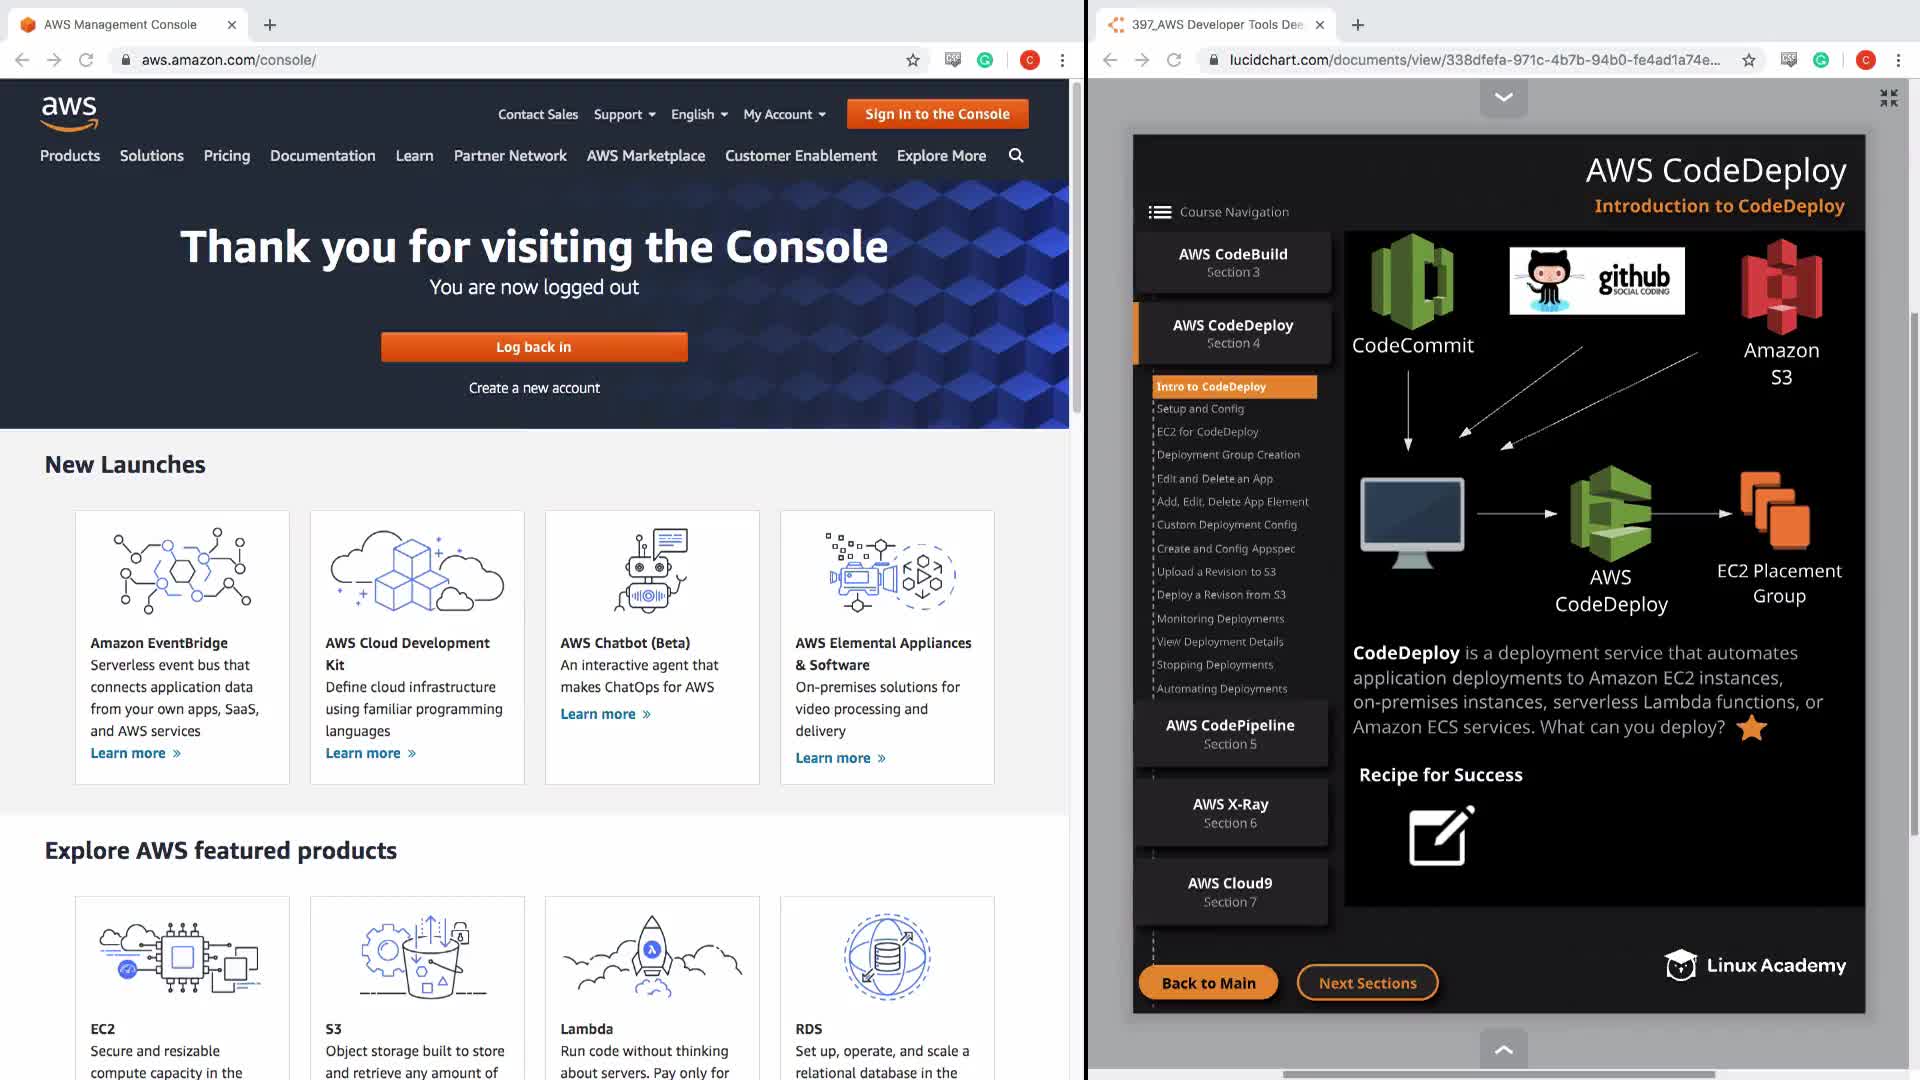 AWS Management Console
aws.amazon.com/console/
C
aws
Contact Sales
Support
English
My Account
Sign In to the Console
Products
Solutions
Pricing
Documentation
Learn
Partner Network
AWS Marketplace
Customer Enablement
Explore More
Thank you for visiting the Console
You are now logged out
Log back in
Create a new account
New Launches
Amazon EventBridge
Serverless event bus that
connects application data
from your own apps, SaaS,
and AWS services
Learn more »
AWS Cloud Development
Kit
Define cloud infrastructure
using familiar programming
languages
Learn more »
AWS Chatbot (Beta)
An interactive agent that
makes ChatOps for AWS
Learn more »
AWS Elemental Appliances
& Software
On-premises solutions for
video processing and
delivery
Learn more »
Explore AWS featured products
EC2
Secure and resizable
compute capacity in the
S3
Object storage built to store
and retrieve any amount of
Lambda
Run code without thinking
about servers. Pay only for
RDS
Set up, operate, and scale a
relational database in the
397_AWS Developer Tools Dee
lucidchart.com/documents/view/338dfefa-971c-4b7b-94b0-fe4ad1a74e...
C
AWS CodeDeploy
Introduction to CodeDeploy
Course Navigation
AWS CodeBuild
Section 3
AWS CodeDeploy
Section 4
Intro to CodeDeploy
Setup and Config
EC2 for CodeDeploy
Deployment Group Creation
Edit and Delete an App
Add, Edit, Delete App Element
Custom Deployment Config
Create and Config Appspec
Upload a Revision to S3
Deploy a Revison from S3
Monitoring Deployments
View Deployment Details
Stopping Deployments
Automating Deployments
AWS CodePipeline
Section 5
AWS X-Ray
Section 6
AWS Cloud9
Section 7
Back to Main
Next Sections
CodeCommit
github
SOCIAL CODING
Amazon
S3
AWS
CodeDeploy
EC2 Placement
Group
CodeDeploy is a deployment service that automates
application deployments to Amazon EC2 instances,
on-premises instances, serverless Lambda functions, or
Amazon ECS services. What can you deploy?
Recipe for Success
Linux Academy